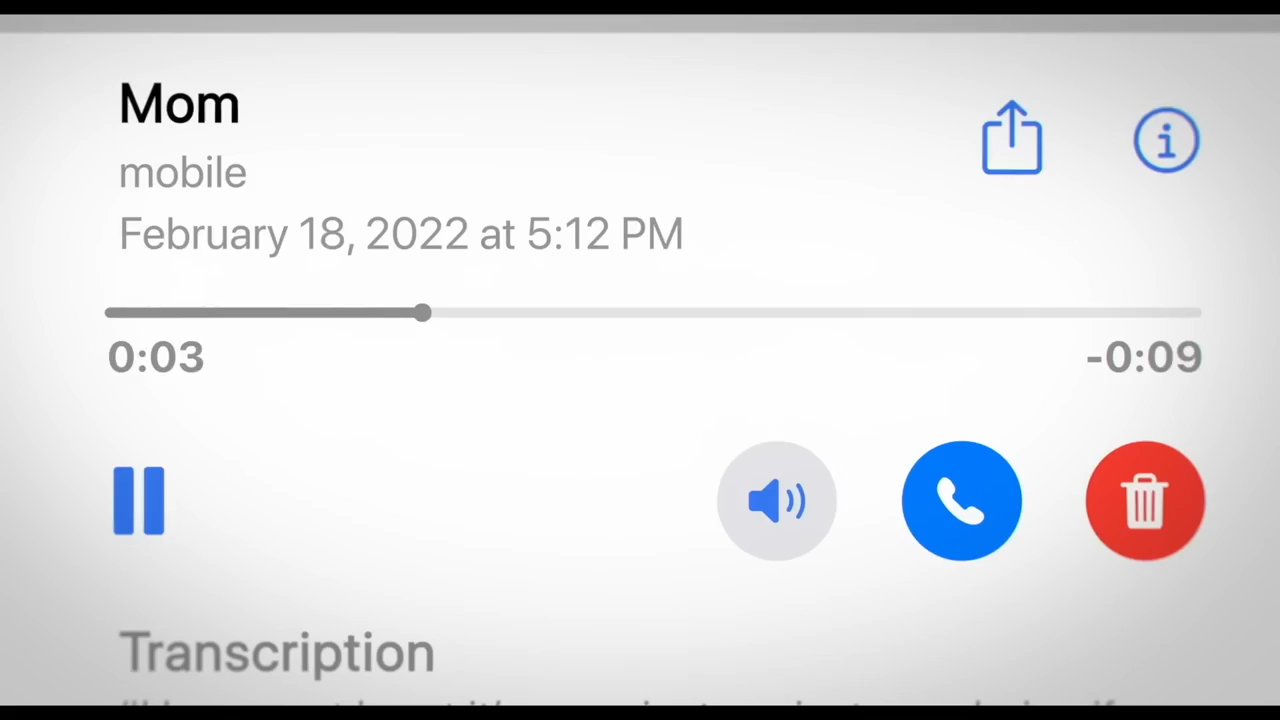 Mom
mobile
February 18, 2022 at 5:12 PM
0:03
-0:09
Transcription